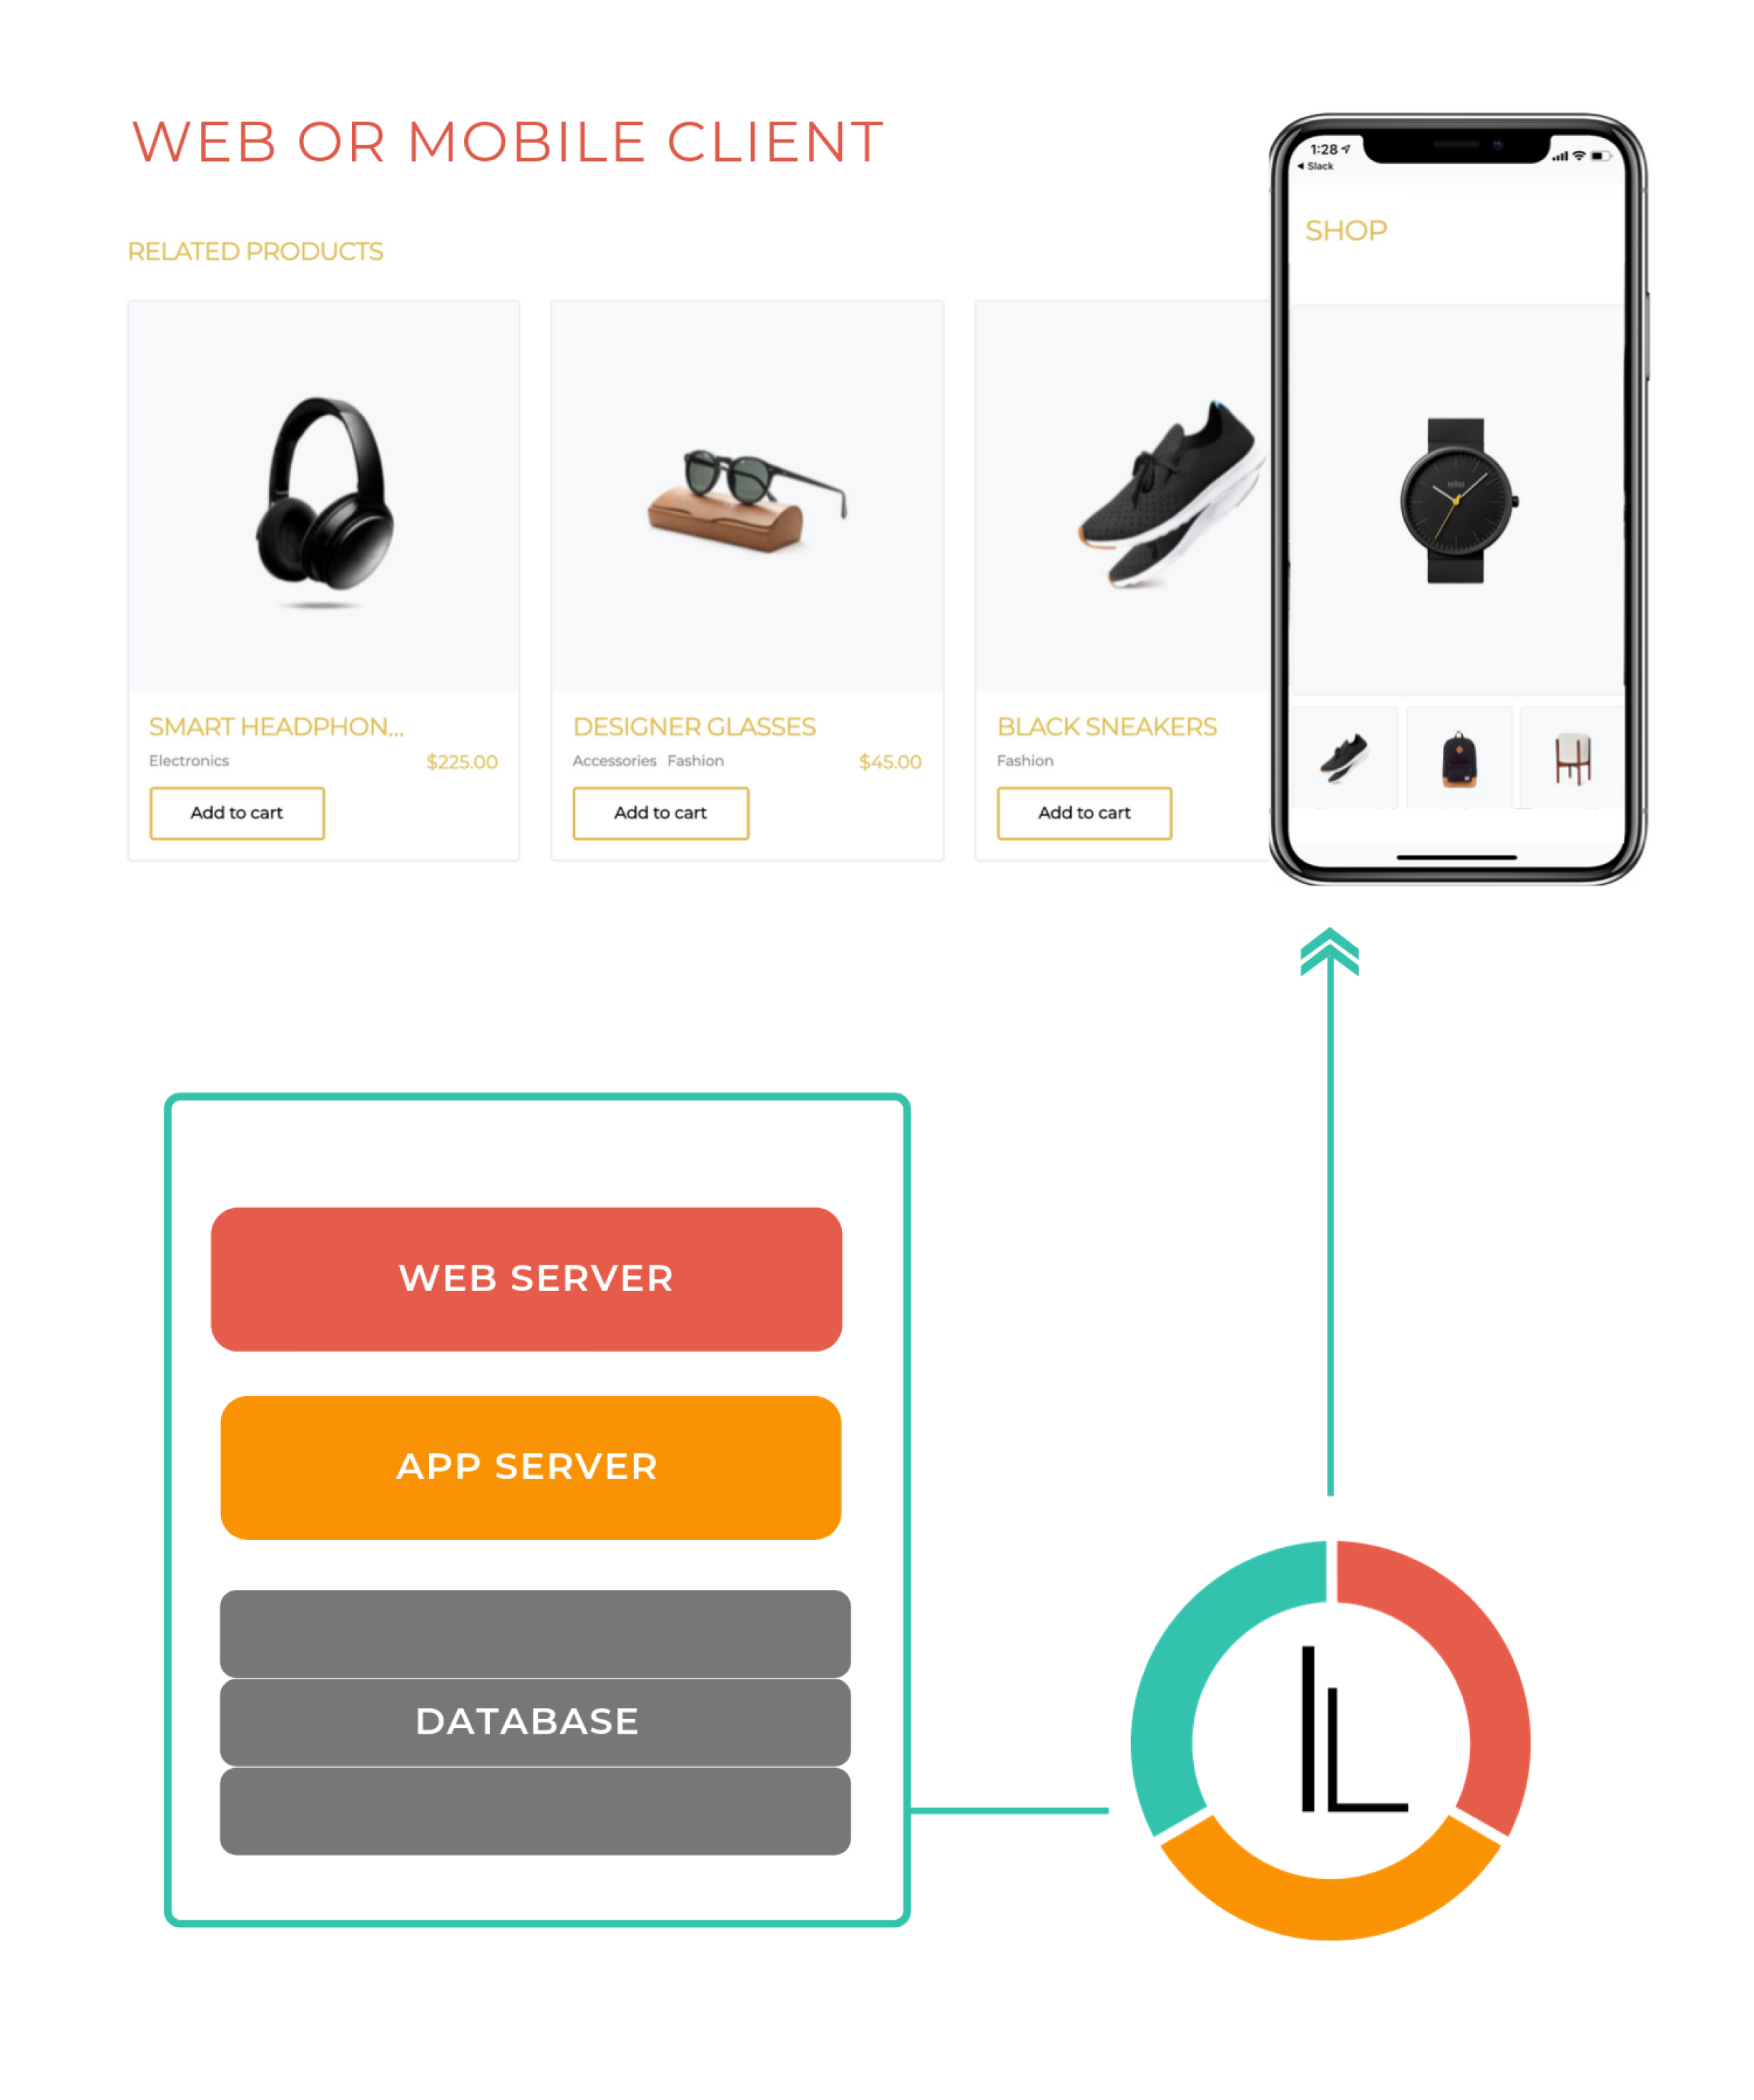 WEB OR MOBILE CLIENT
RELATED PRODUCTS
SMART HEADPHON...
Electronics
$225.00
Add to cart
DESIGNER GLASSES
Accessories Fashion
$45.00
Add to cart
BLACK SNEAKERS
Fashion
Add to cart
1:28
◀ Slack
SHOP
WEB SERVER
APP SERVER
DATABASE
IL